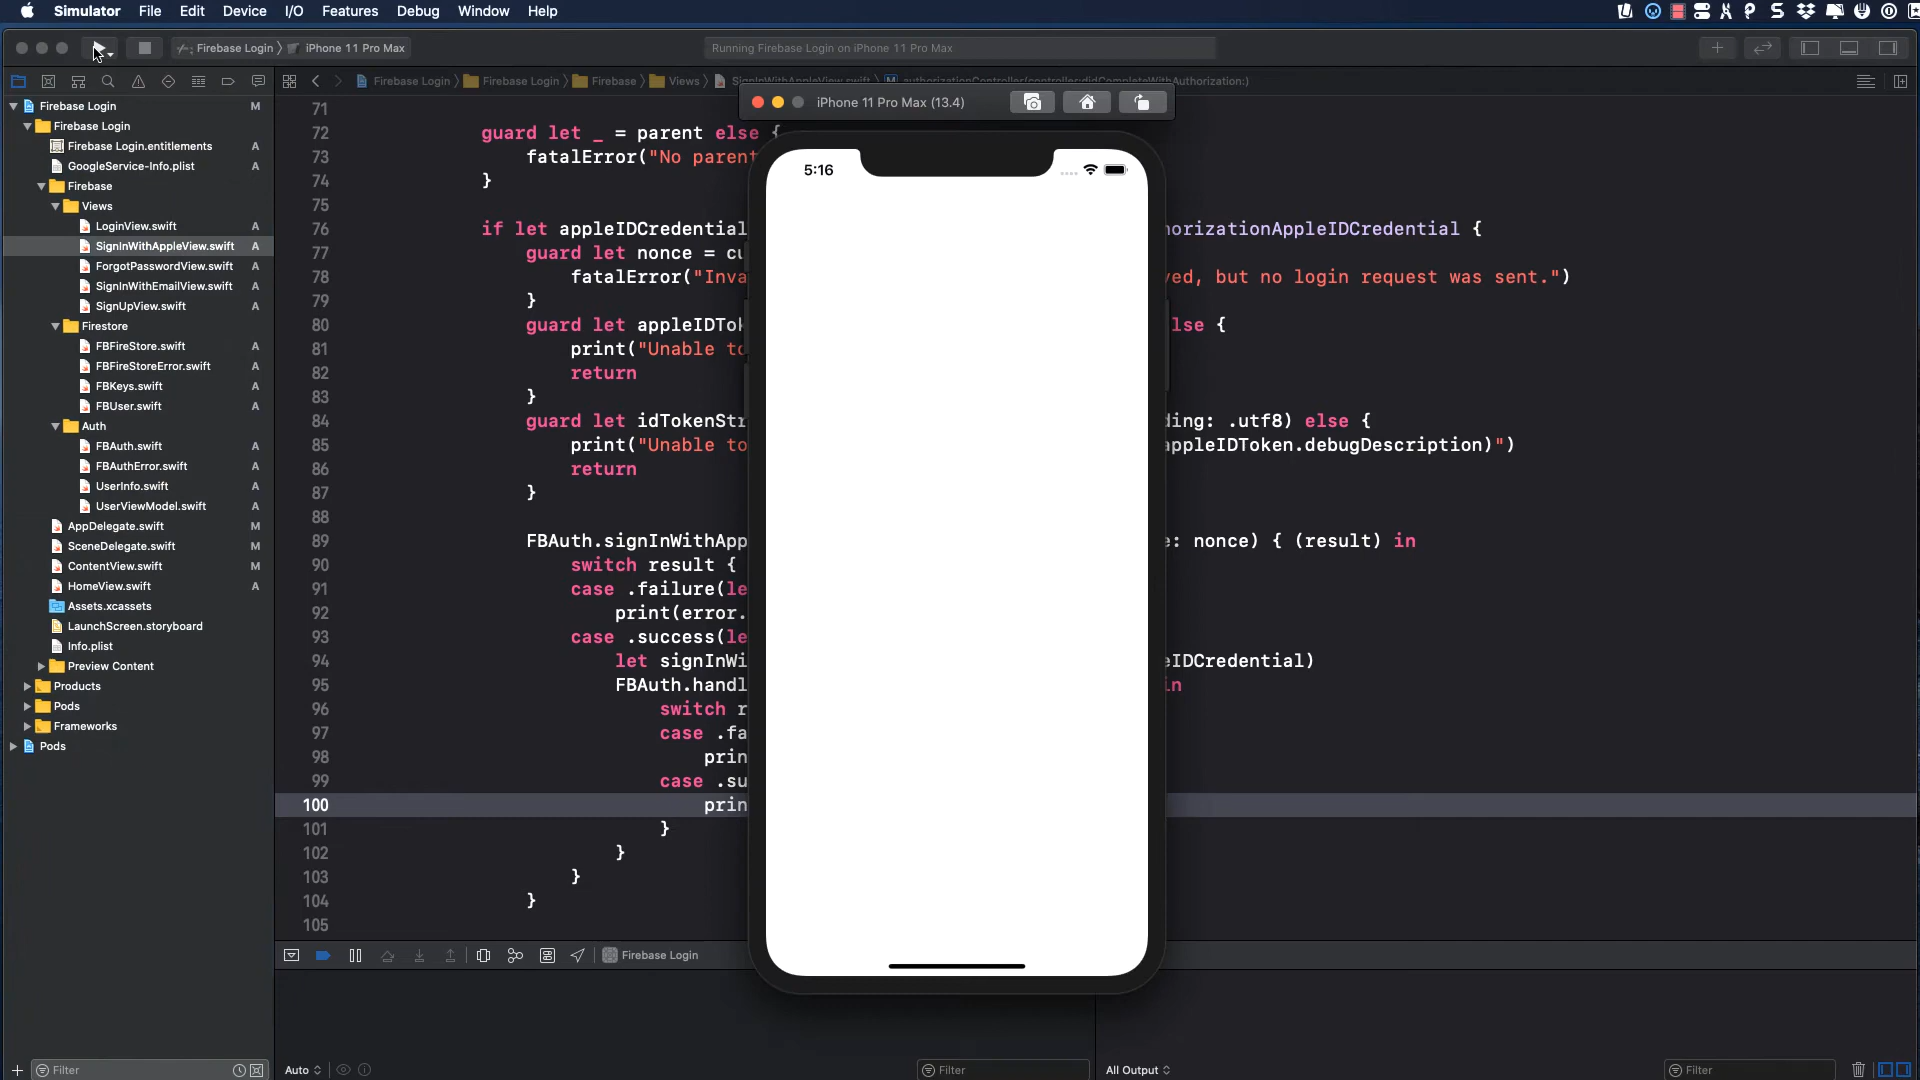 Simulator File Edit Device I/O Features Debug Window Help
Firebase Login iPhone 11 Pro Max
Running Firebase Login on iPhone 11 Pro Max
Firebase Login Firebase Login Firebase Views SignInWithAppleView.swift M authorizationController(controller:didCompleteWithAuthorization:)
iPhone 11 Pro Max (13.4)
5:16
Firebase Login M
Firebase Login
Firebase Login.entitlements A
GoogleService-Info.plist A
Firebase
Views
LoginView.swift A
SignInWithAppleView.swift A
ForgotPasswordView.swift A
SignInWithEmailView.swift A
SignUpView.swift A
Firestore
FBFireStore.swift A
FBFireStoreError.swift A
FBKeys.swift A
FBUser.swift A
Auth
FBAuth.swift A
FBAuthError.swift A
UserInfo.swift A
UserViewModel.swift A
AppDelegate.swift M
SceneDelegate.swift M
ContentView.swift M
HomeView.swift A
Assets.xcassets
LaunchScreen.storyboard
Info.plist
Preview Content
Products
Pods
Frameworks
Pods
71
72 guard let _ = parent else {
73 fatalError("No parent
74 }
75
76 if let appleIDCredential horizationAppleIDCredential {
77 guard let nonce = cu
78 fatalError("Inva ved, but no login request was sent.")
79 }
80 guard let appleIDTok lse {
81 print("Unable to
82 return
83 }
84 guard let idTokenStr ding: .utf8) else {
85 print("Unable to appleIDToken.debugDescription)")
86 return
87 }
88
89 FBAuth.signInWithApp e: nonce) { (result) in
90 switch result {
91 case .failure(le
92 print(error.
93 case .success(le
94 let signInWi eIDCredential)
95 FBAuth.handl in
96 switch r
97 case .fa
98 prin
99 case .su
100 prin
101 }
102 }
103 }
104 }
105
Firebase Login
Filter
Auto
Filter
All Output
Filter